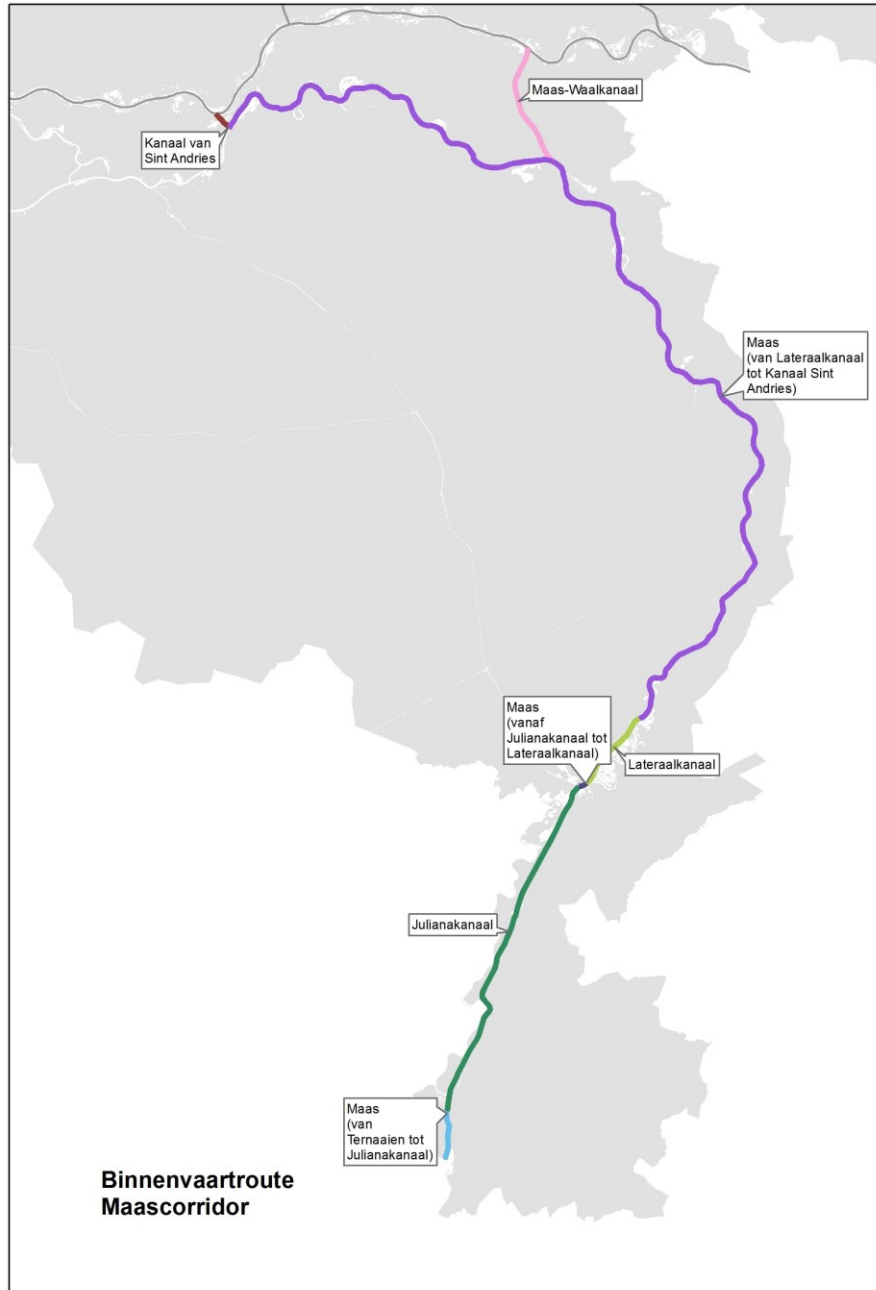 Maas-Waalkanaal
Kanaal van
Sint Andries
Maas
(van Lateraalkanaal
tot Kanaal Sint
Andries)
Maas
(vanaf
Julianakanaal tot
Lateraalkanaal)
Lateraalkanaal
Julianakanaal
Maas
(van
Ternaaien tot
Julianakanaal)
Binnenvaartroute
Maascorridor